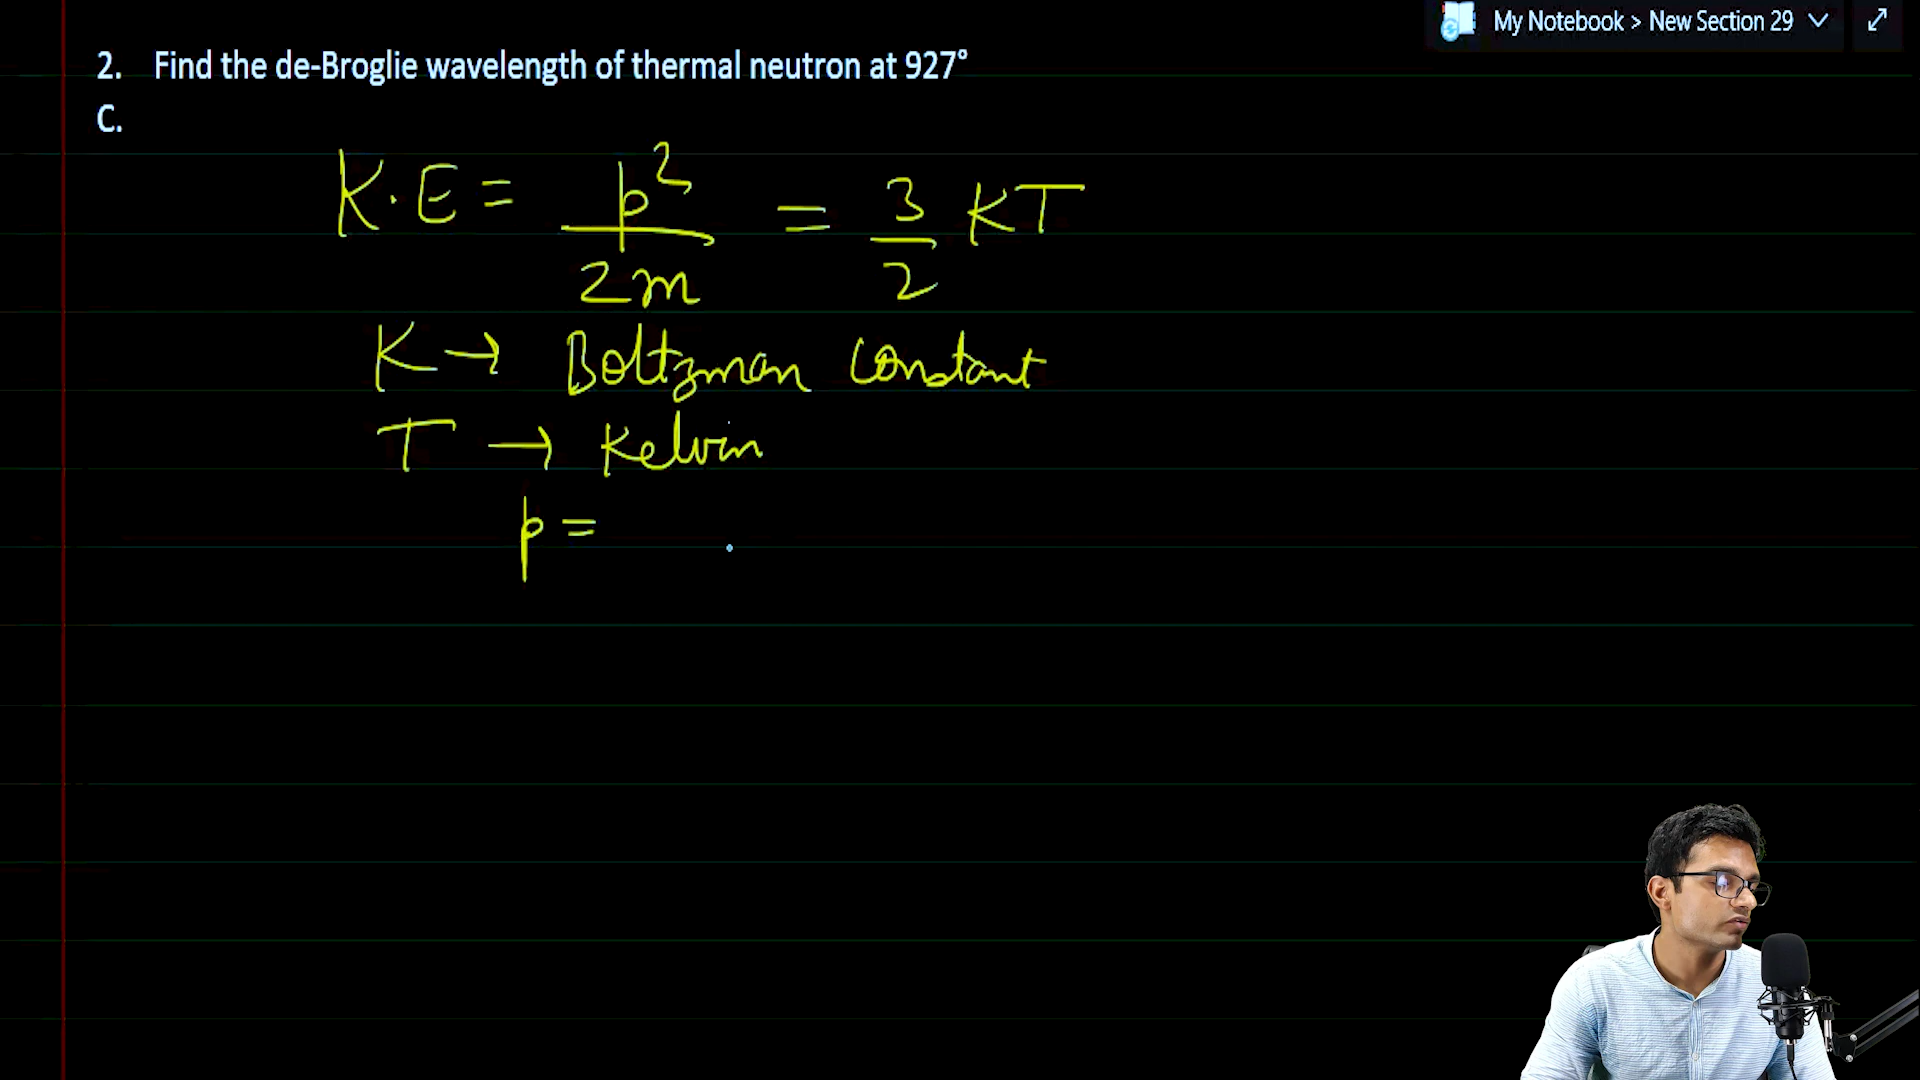 My Notebook > New Section 29
2. Find the de-Broglie wavelength of thermal neutron at 927°
C.
K.E = p²/2m = 3/2 KT
K → Boltzman Constant
T → Kelvin
p =